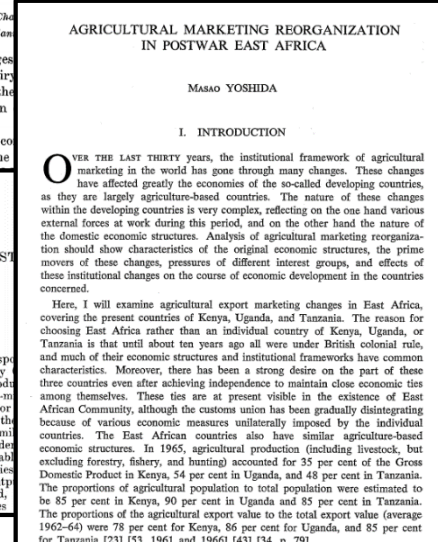 AGRICULTURAL MARKETING REORGANIZATION
IN POSTWAR EAST AFRICA
MASAO YOSHIDA
I. INTRODUCTION
OVER THE LAST THIRTY years, the institutional framework of agricultural
marketing in the world has gone through many changes. These changes
have affected greatly the economies of the so-called developing countries,
as they are largely agriculture-based countries. The nature of these changes
within the developing countries is very complex, reflecting on the one hand various
external forces at work during this period, and on the other hand the nature of
the domestic economic structures. Analysis of agricultural marketing reorganiza-
tion should show characteristics of the original economic structures, the prime
movers of these changes, pressures of different interest groups, and effects of
these institutional changes on the course of economic development in the countries
concerned.
Here, I will examine agricultural export marketing changes in East Africa,
covering the present countries of Kenya, Uganda, and Tanzania. The reason for
choosing East Africa rather than an individual country of Kenya, Uganda, or
Tanzania is that until about ten years ago all were under British colonial rule,
and much of their economic structures and institutional frameworks have common
characteristics. Moreover, there has been a strong desire on the part of these
three countries even after achieving independence to maintain close economic ties
among themselves. These ties are at present visible in the existence of East
African Community, although the customs union has been gradually disintegrating
because of various economic measures unilaterally imposed by the individual
countries. The East African countries also have similar agriculture-based
economic structures. In 1965, agricultural production (including livestock, but
excluding forestry, fishery, and hunting) accounted for 35 per cent of the Gross
Domestic Product in Kenya, 54 per cent in Uganda, and 48 per cent in Tanzania.
The proportions of agricultural population to total population were estimated to
be 85 per cent in Kenya, 90 per cent in Uganda and 85 per cent in Tanzania.
The proportions of the agricultural export value to the total export value (average
1962–64) were 78 per cent for Kenya, 86 per cent for Uganda, and 85 per cent
for Tanzania [23] [53, 1961 and 1966] [43] [34, p. 79].